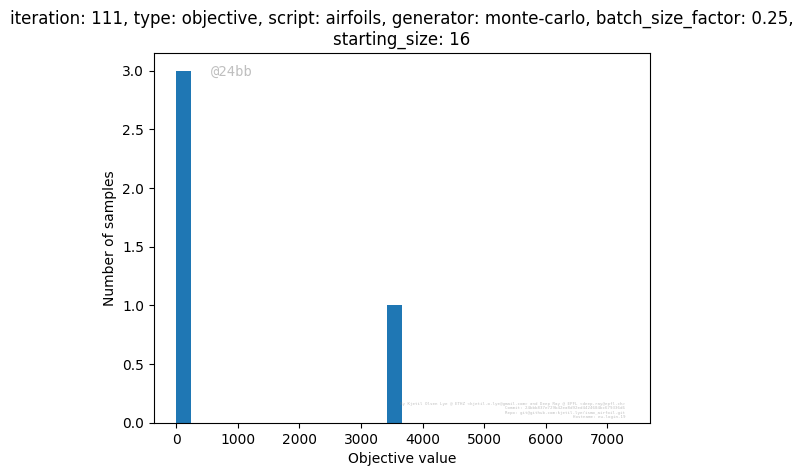 iteration: 111, type: objective, script: airfoils, generator: monte-carlo, batch_size_factor: 0.25,
starting_size: 16
@24bb
3.0
2.5
2.0
1.5
1.0
0.5
0.0
Number of samples
0 1000 2000 3000 4000 5000 6000 7000
Objective value